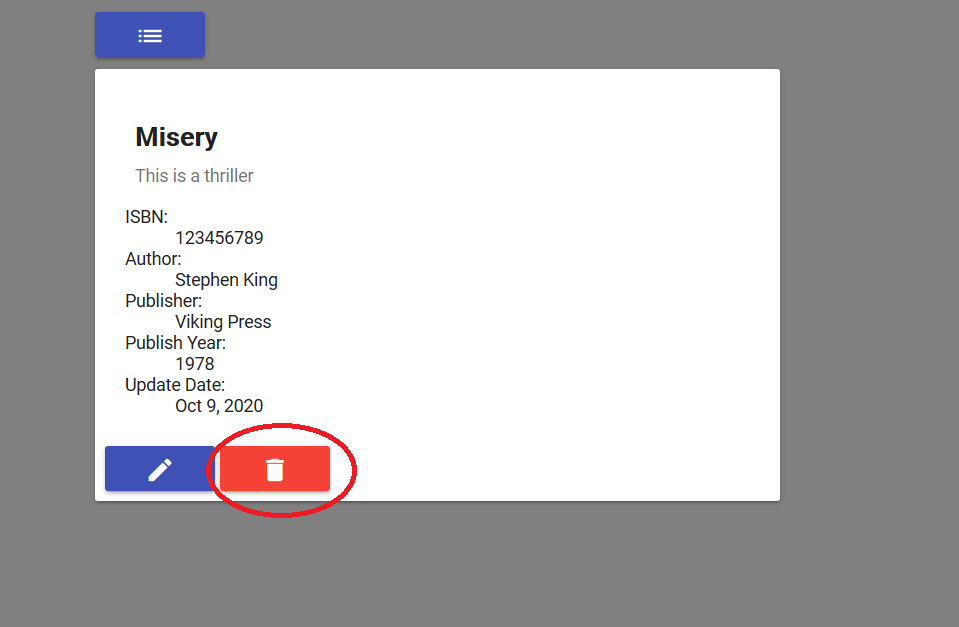 Misery
This is a thriller
ISBN:
123456789
Author:
Stephen King
Publisher:
Viking Press
Publish Year:
1978
Update Date:
Oct 9, 2020